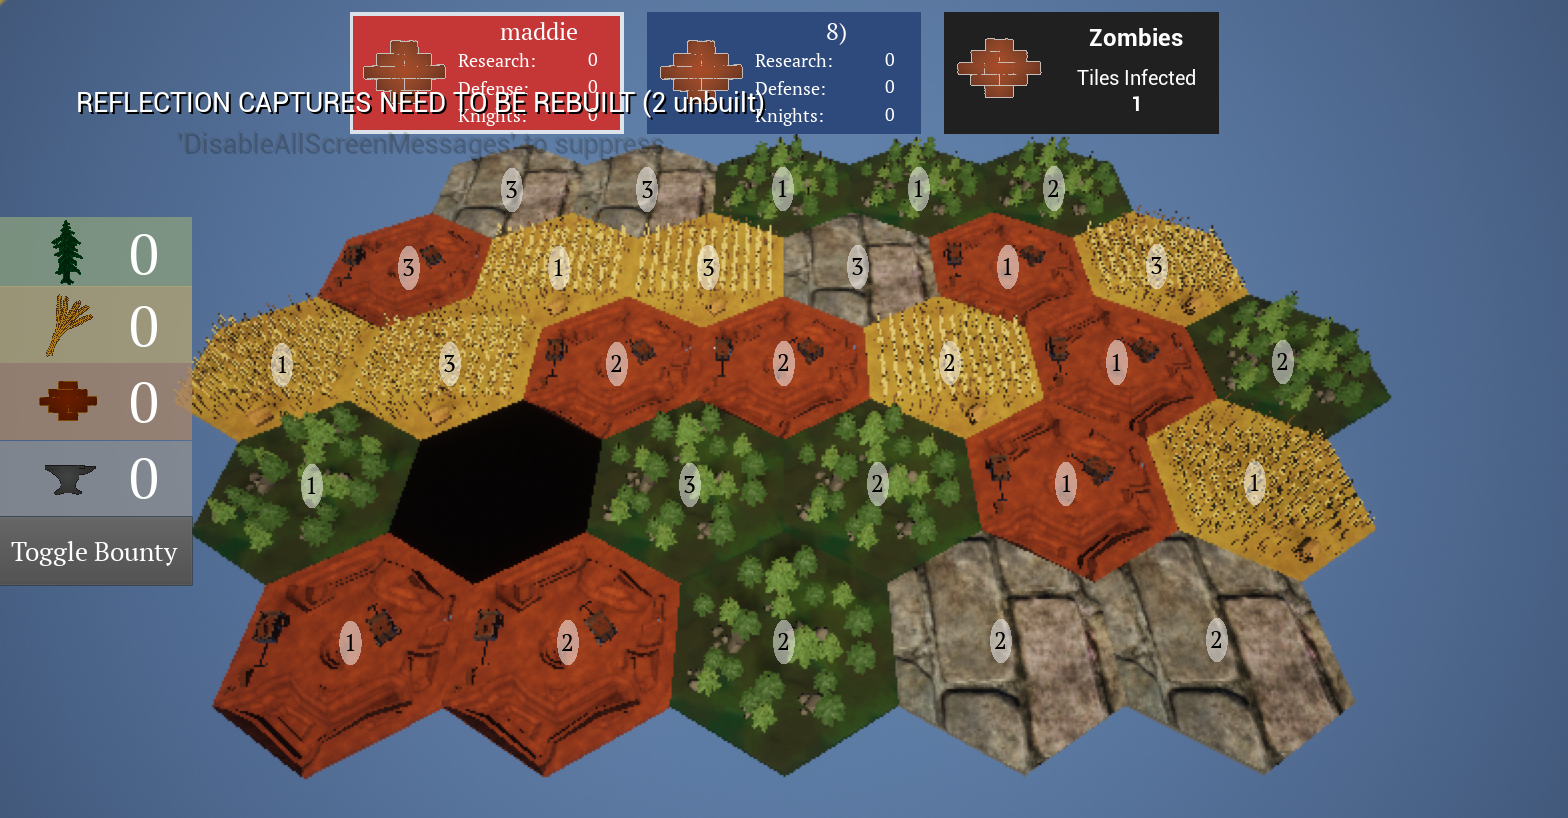 maddie
Research: 0
Defense: 0
Knights: 0
8)
Research: 0
Defense: 0
Knights: 0
Zombies
Tiles Infected
1
REFLECTION CAPTURES NEED TO BE REBUILT (2 unbuilt)
'DisableAllScreenMessages' to suppress
0
0
0
0
Toggle Bounty
3 3 1 1 2
3 1 3 3 1 3
1 3 2 2 2 1 2
1 3 2 1 1
1 2 2 2 2